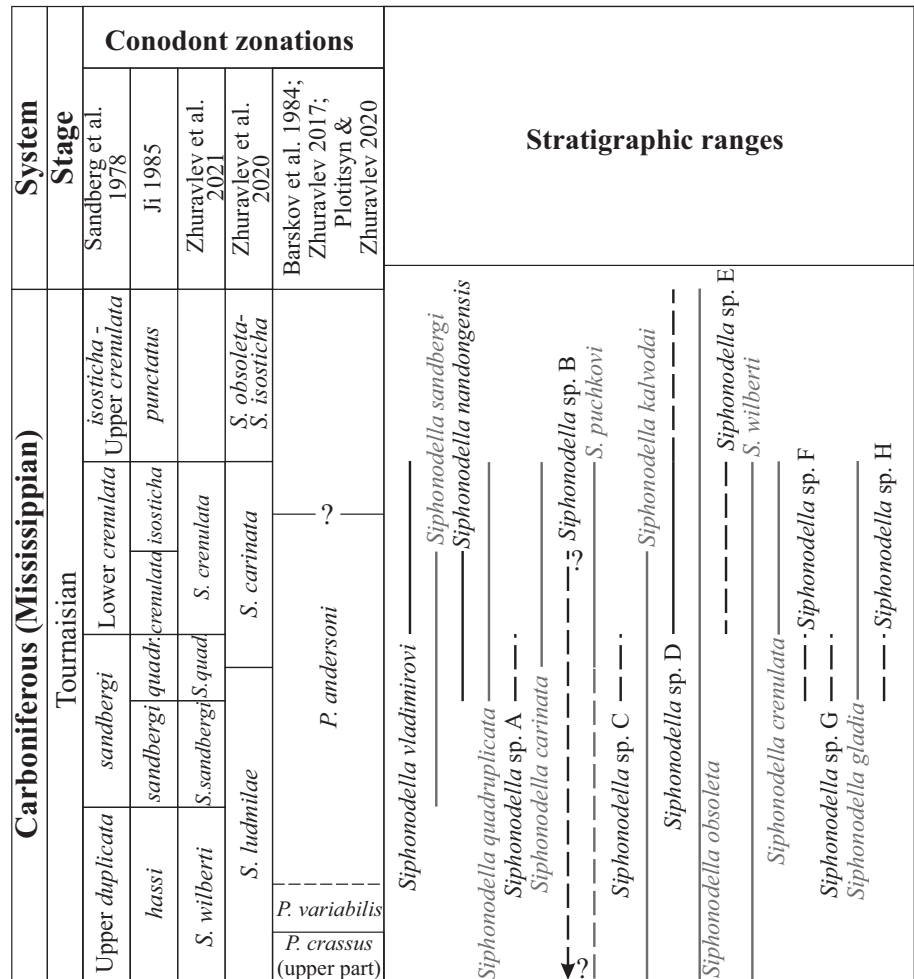 System
Stage
Conodont zonations
Sandberg et al.
1978
Ji 1985
Zhuravlev et al.
2021
Zhuravlev et al.
2020
Barskov et al. 1984;
Zhuravlev 2017;
Plotitsyn &
Zhuravlev 2020
Stratigraphic ranges
Carboniferous (Mississippian)
Tournaisian
isosticha -
Upper crenulata
Lower crenulata
sandbergi
Upper duplicata
punctatus
isosticha
crenulata
quadr.
sandbergi
hassi
S. crenulata
S.quad.
S.sandbergi
S. wilberti
S. obsoleta-
S. isosticha
S. carinata
S. ludmilae
?
P. andersoni
P. variabilis
P. crassus
(upper part)
Siphonodella vladimirovi
Siphonodella sandbergi
Siphonodella nandongensis
Siphonodella quadruplicata
Siphonodella sp. A
Siphonodella carinata
Siphonodella sp. B
?
?
S. puchkovi
Siphonodella sp. C
Siphonodella kalvodai
Siphonodella sp. D
Siphonodella obsoleta
Siphonodella sp. E
S. wilberti
Siphonodella crenulata
Siphonodella sp. F
Siphonodella sp. G
Siphonodella gladia
Siphonodella sp. H